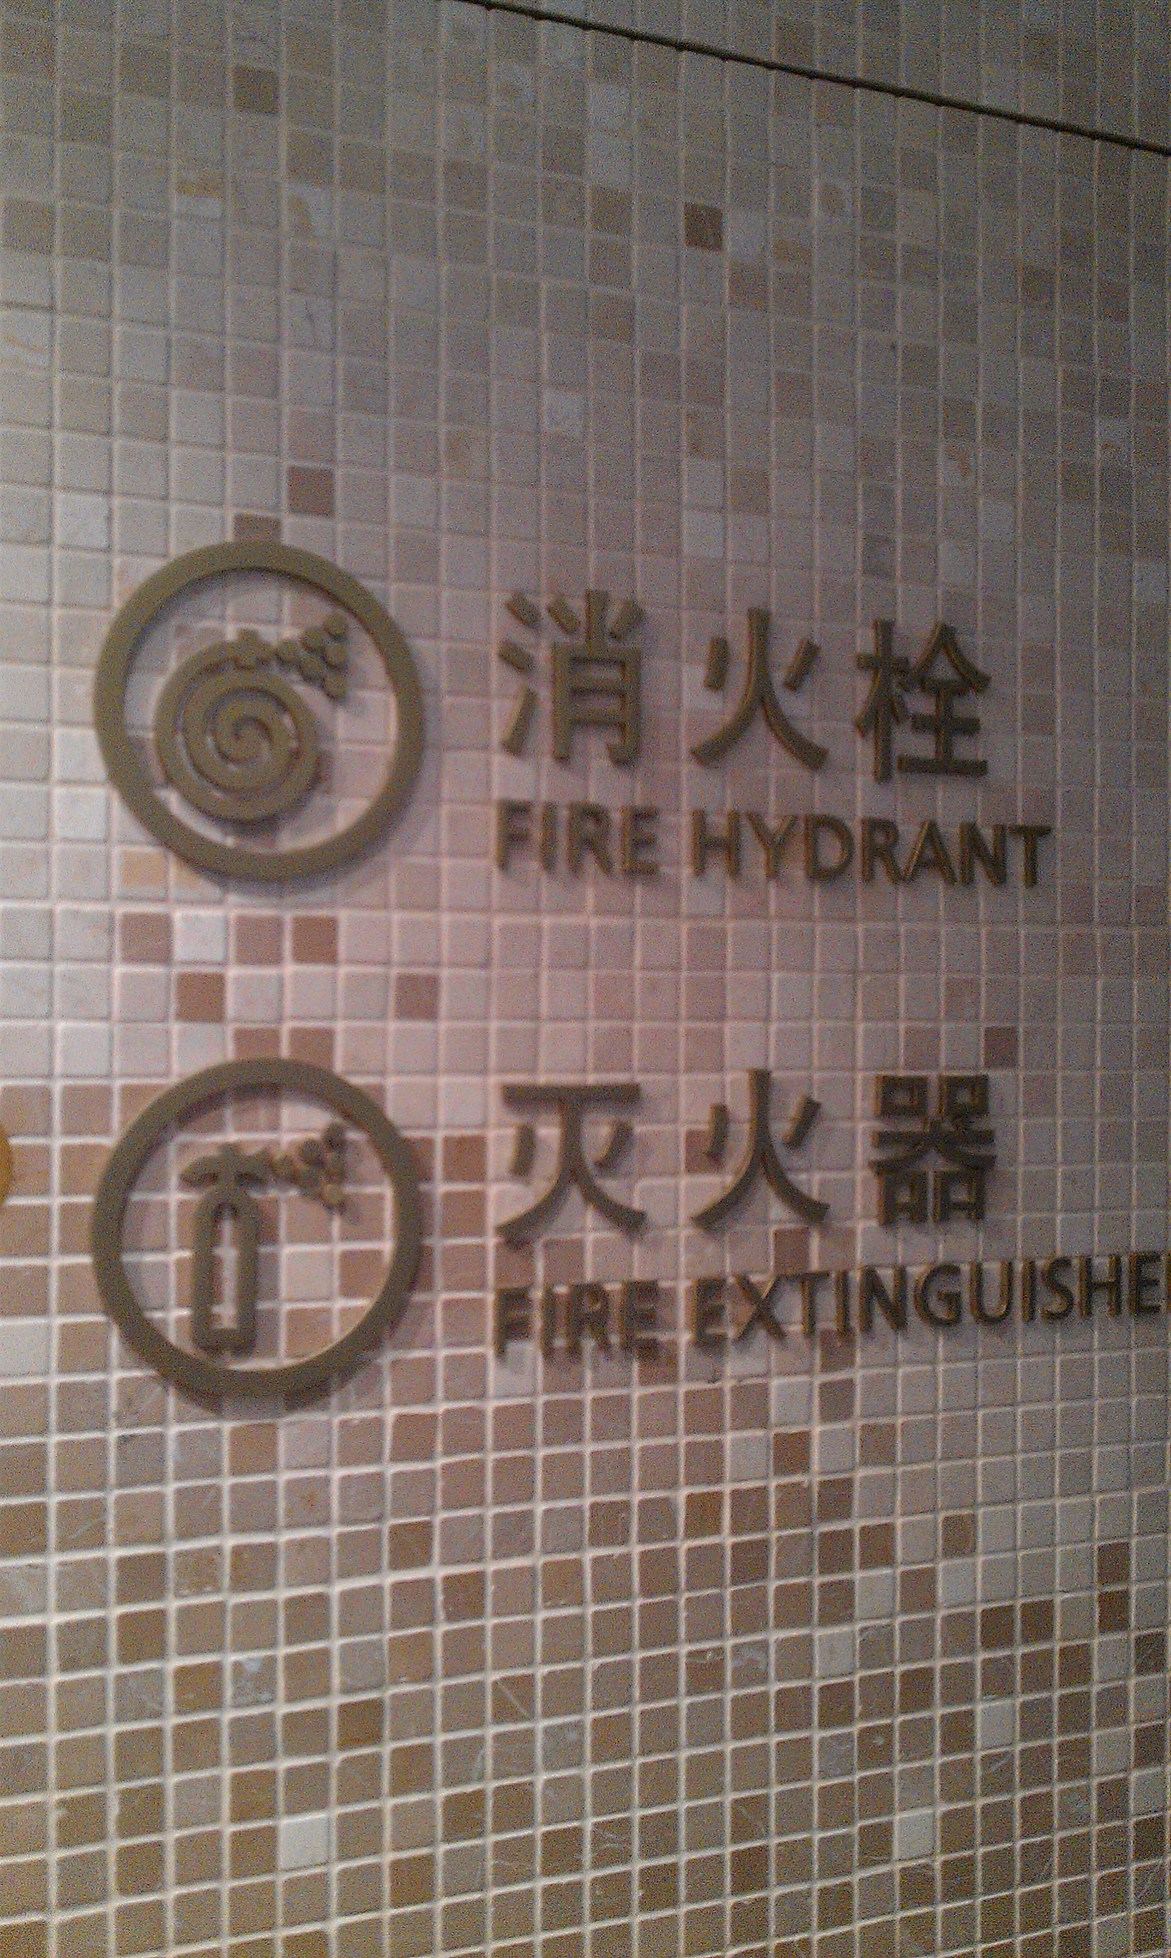 消火栓
FIRE HYDRANT
灭火器
FIRE EXTINGUISHE